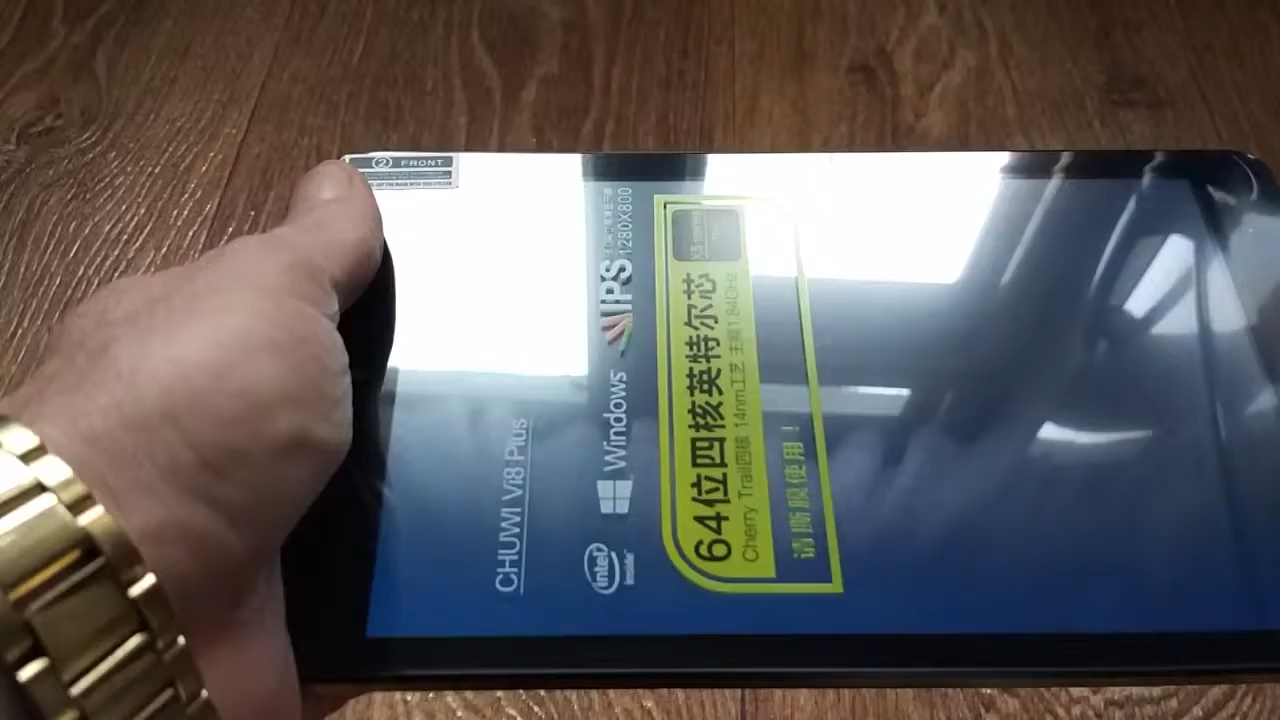 ② FRONT
CHUWI Vi8 Plus
intel inside™
Windows
IPS
1280X800
64位四核英特尔芯
Cherry Trail四核 14nm工艺 主频1.84GHz
请撕膜使用！